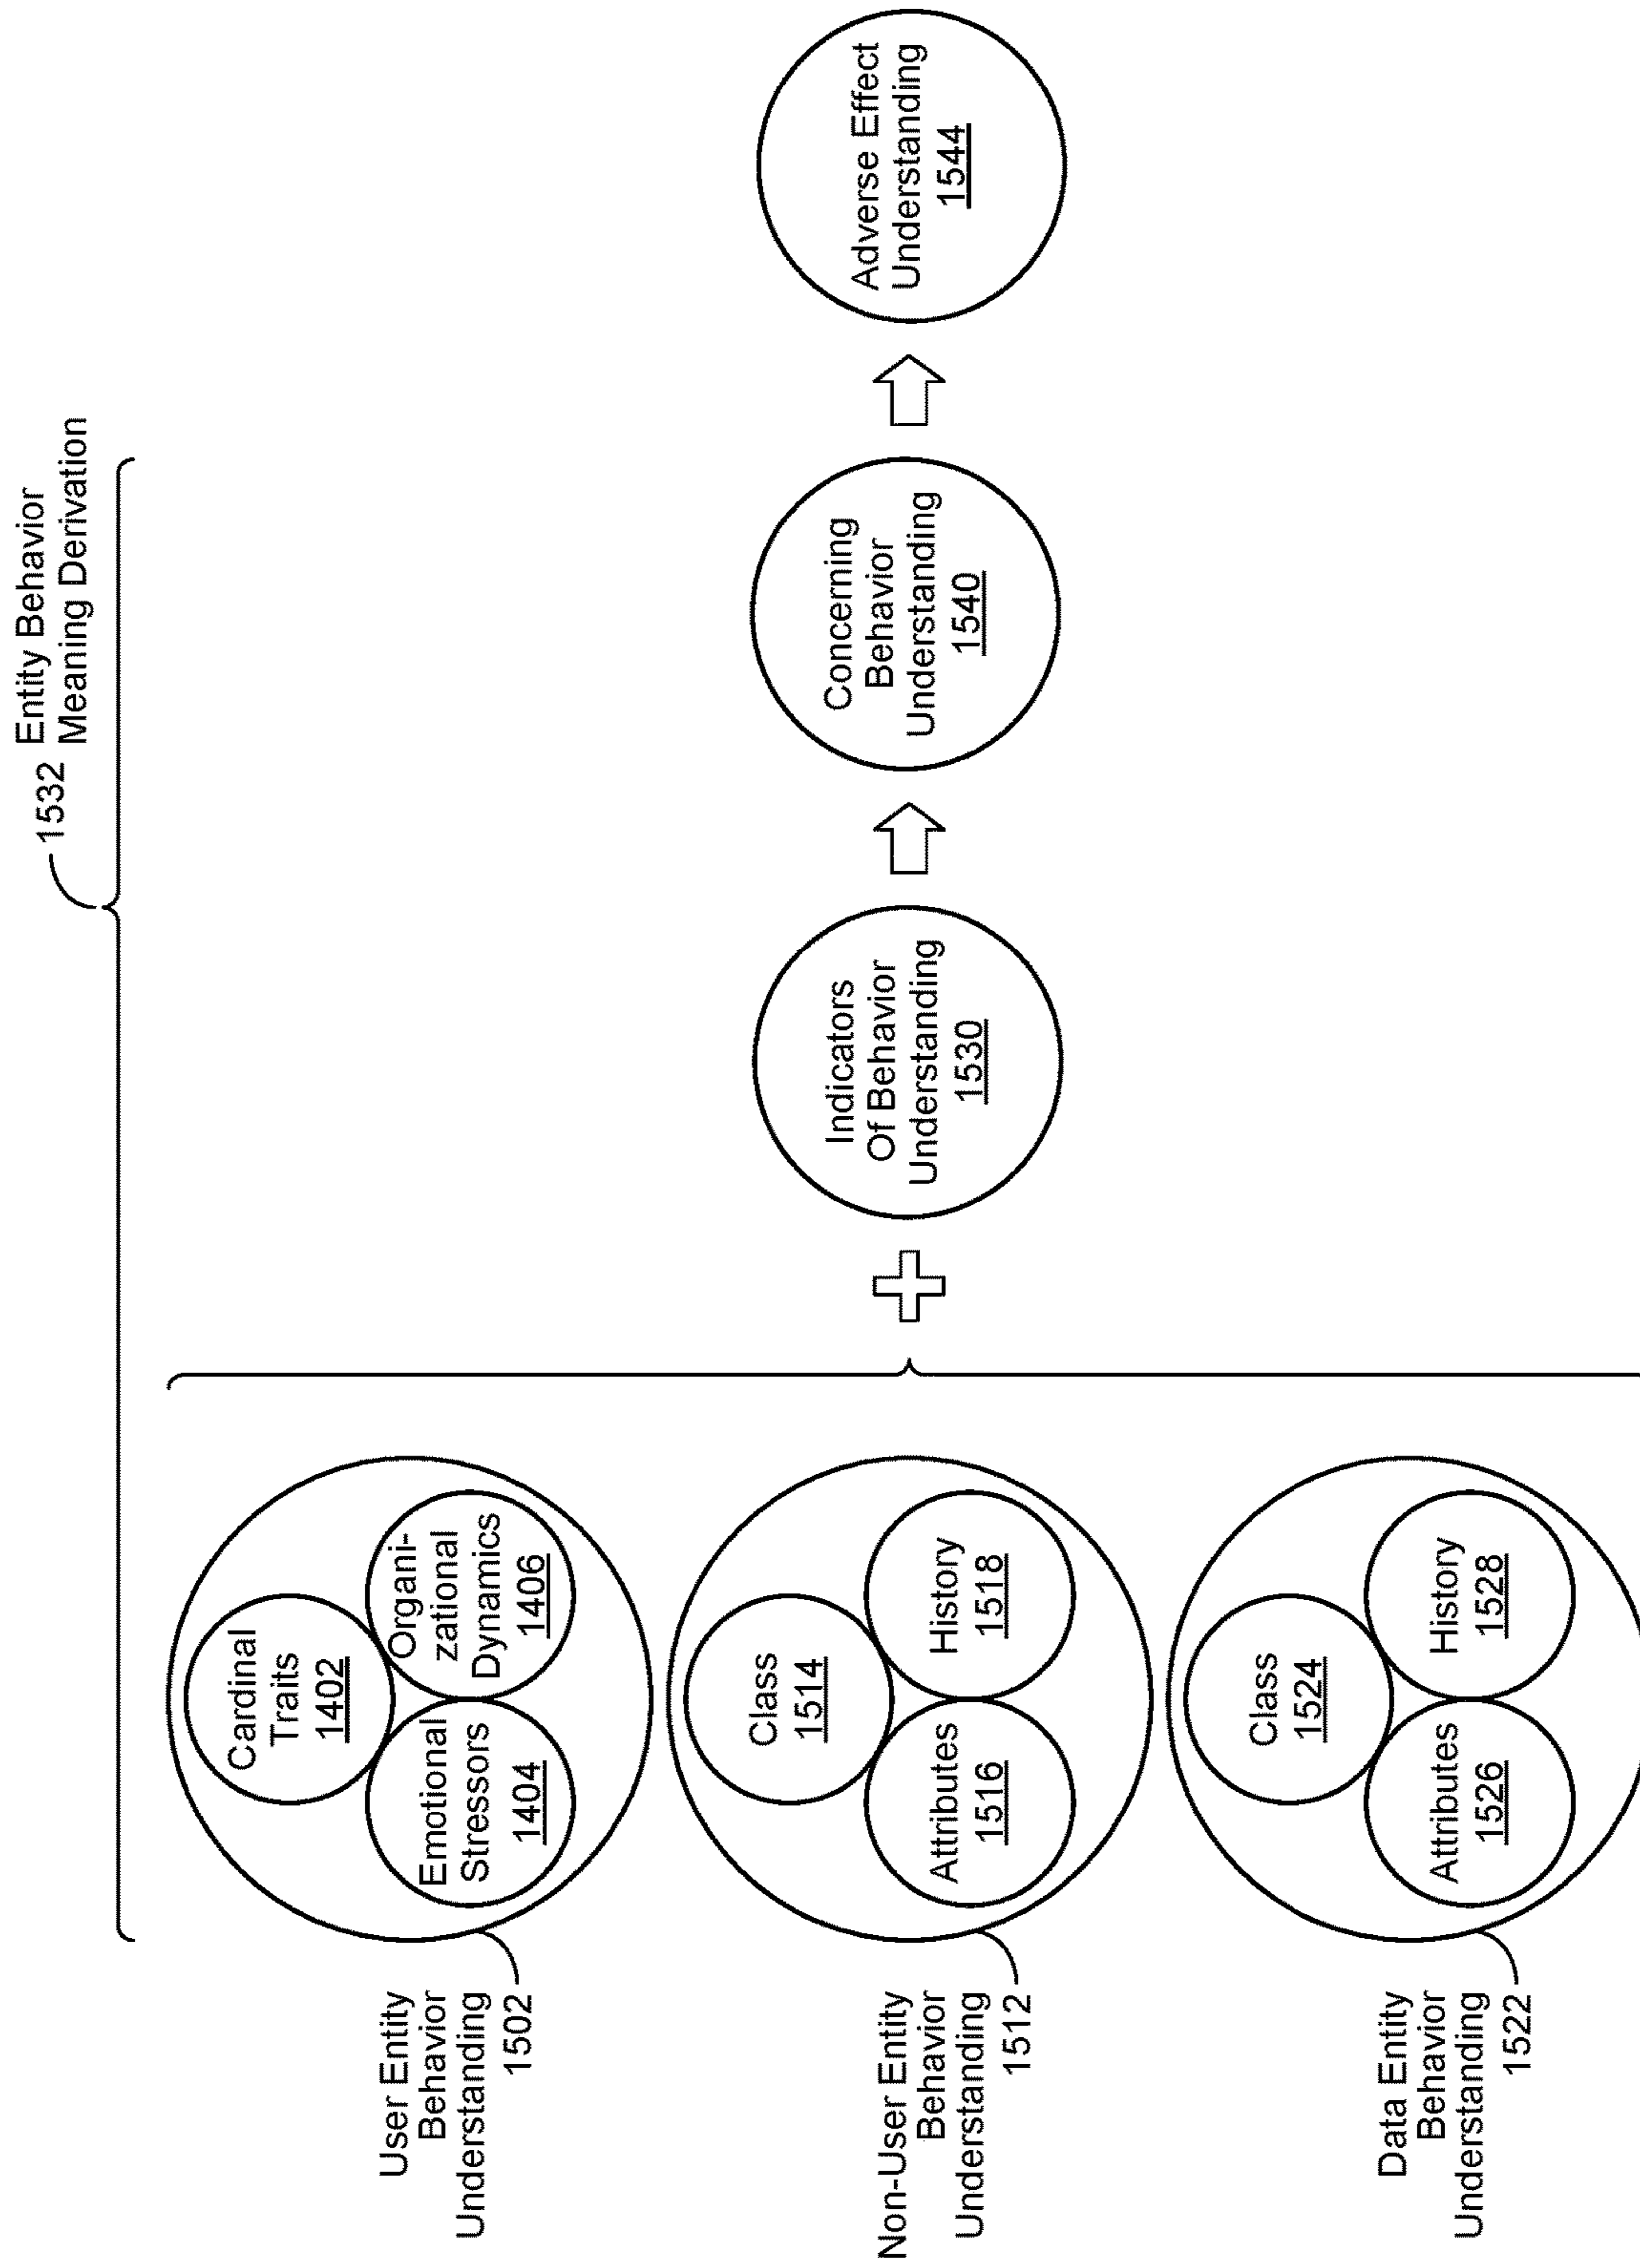 1532 Entity Behavior
Meaning Derivation
User Entity
Behavior
Understanding
1502
Cardinal
Traits
1402
Emotional
Stressors
1404
Organi-
zational
Dynamics
1406
Non-User Entity
Behavior
Understanding
1512
Class
1514
Attributes
1516
History
1518
Data Entity
Behavior
Understanding
1522
Class
1524
Attributes
1526
History
1528
Indicators
Of Behavior
Understanding
1530
Concerning
Behavior
Understanding
1540
Adverse Effect
Understanding
1544